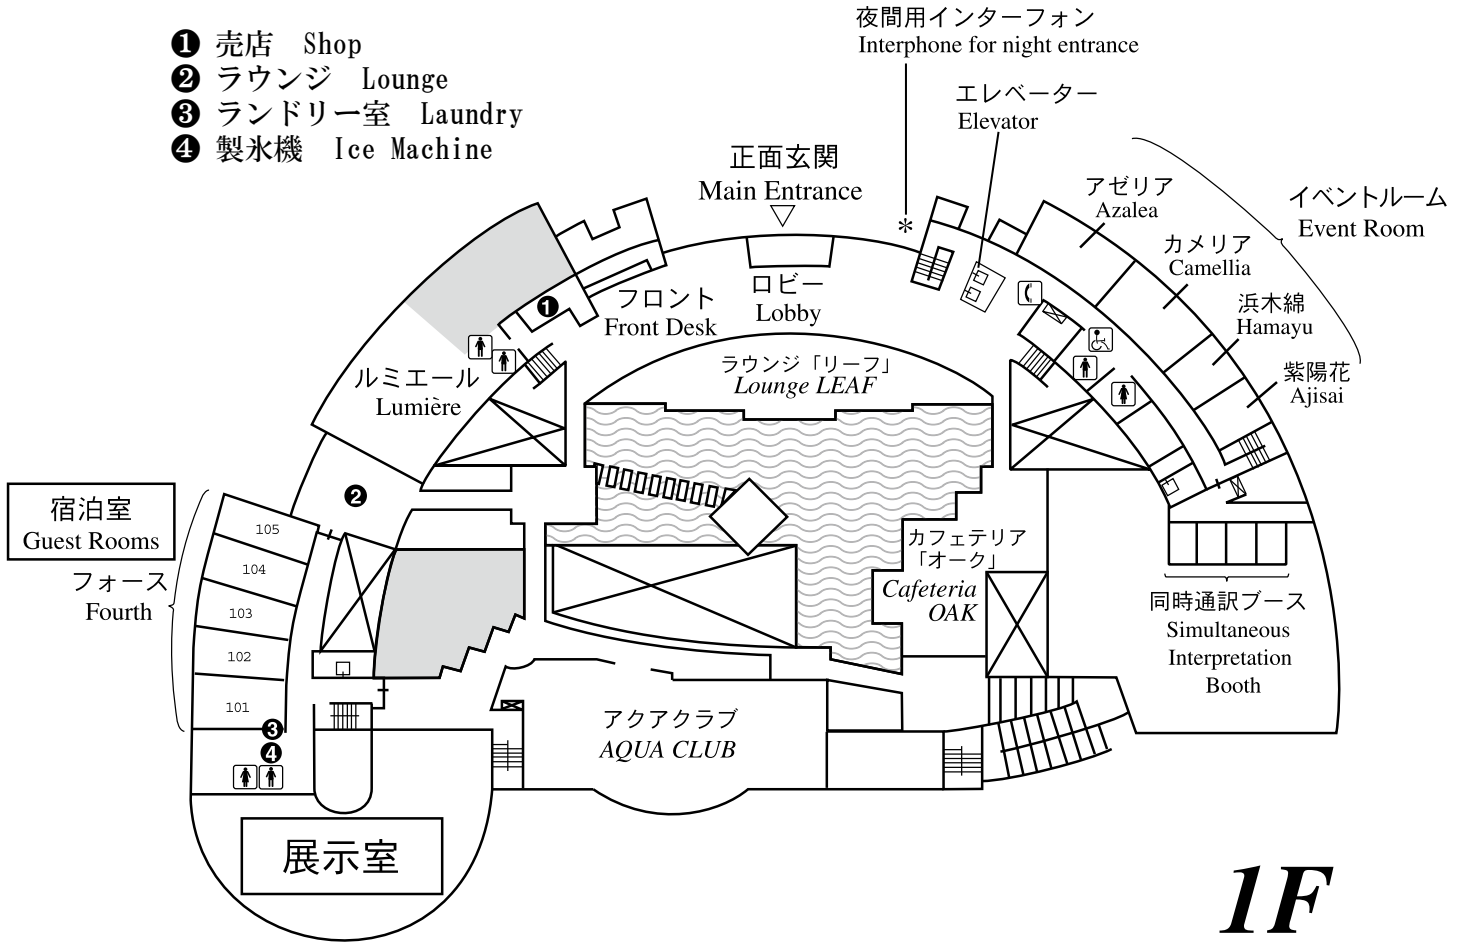 ❶ 売店 Shop
❷ ラウンジ Lounge
❸ ランドリー室 Laundry
❹ 製氷機 Ice Machine
夜間用インターフォン
Interphone for night entrance
エレベーター
Elevator
正面玄関
Main Entrance
▽
*
アゼリア
Azalea
イベントルーム
Event Room
カメリア
Camellia
浜木綿
Hamayu
紫陽花
Ajisai
ロビー
Lobby
フロント
Front Desk
❶
ラウンジ「リーフ」
Lounge LEAF
ルミエール
Lumière
❷
宿泊室
Guest Rooms
フォース
Fourth
105
104
103
102
101
❸
❹
カフェテリア
「オーク」
Cafeteria
OAK
同時通訳ブース
Simultaneous
Interpretation
Booth
アクアクラブ
AQUA CLUB
展示室
1F